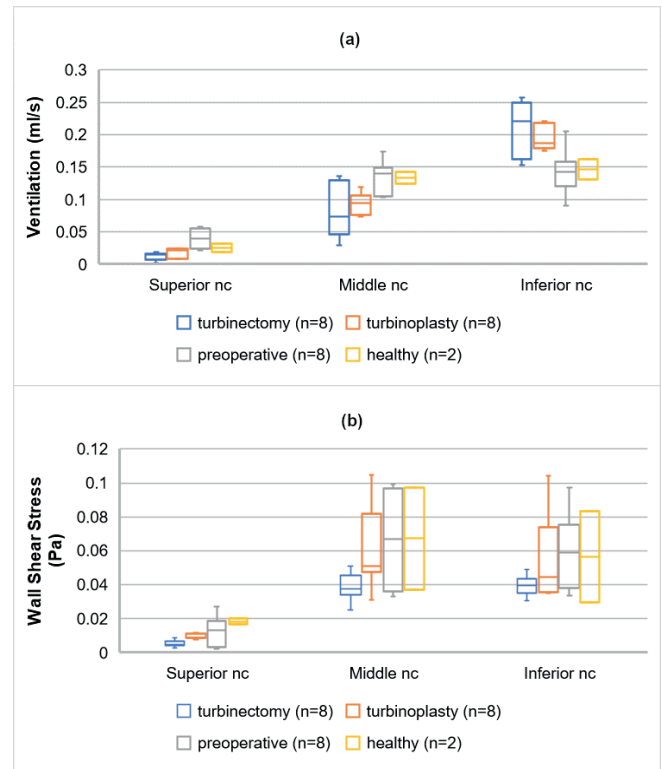 (a)
Ventilation (ml/s)
0.3
0.25
0.2
0.15
0.1
0.05
0
Superior nc Middle nc Inferior nc
turbinectomy (n=8) turbinoplasty (n=8)
preoperative (n=8) healthy (n=2)
(b)
Wall Shear Stress
(Pa)
0.12
0.1
0.08
0.06
0.04
0.02
0
Superior nc Middle nc Inferior nc
turbinectomy (n=8) turbinoplasty (n=8)
preoperative (n=8) healthy (n=2)